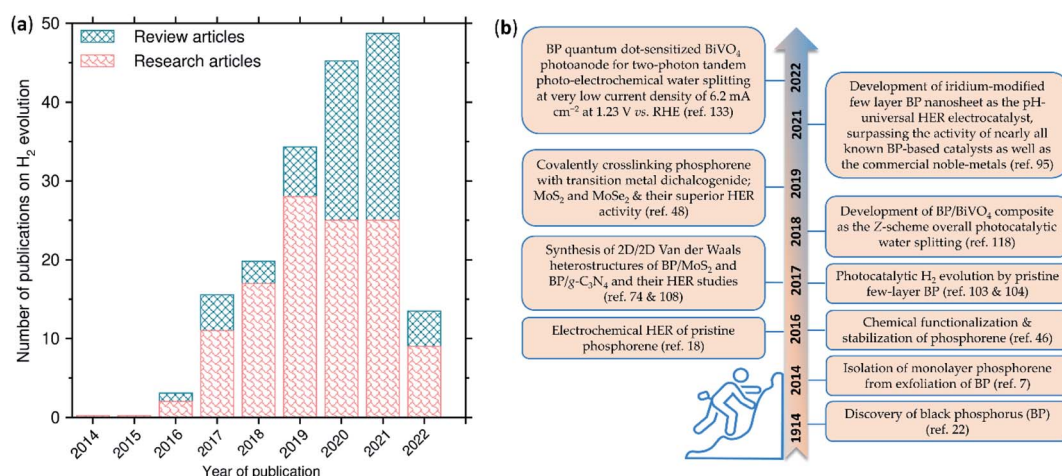 (a)
Review articles
Research articles
Number of publications on H₂ evolution
50
40
30
20
10
0
2014
2015
2016
2017
2018
2019
2020
2021
2022
Year of publication
(b)
BP quantum dot-sensitized BiVO₄
photoanode for two-photon tandem
photo-electrochemical water splitting
at very low current density of 6.2 mA
cm⁻² at 1.23 V vs. RHE (ref. 133)
Covalently crosslinking phosphorene
with transition metal dichalcogenide;
MoS₂ and MoSe₂ & their superior HER
activity (ref. 48)
Synthesis of 2D/2D Van der Waals
heterostructures of BP/MoS₂ and
BP/g-C₃N₄ and their HER studies
(ref. 74 & 108)
Electrochemical HER of pristine
phosphorene (ref. 18)
2022
2021
2019
2018
2017
2016
2014
1914
Development of iridium-modified
few layer BP nanosheet as the pH-
universal HER electrocatalyst,
surpassing the activity of nearly all
known BP-based catalysts as well as
the commercial noble-metals
(ref. 95)
Development of BP/BiVO₄ composite
as the Z-scheme overall photocatalytic
water splitting (ref. 118)
Photocatalytic H₂ evolution by pristine
few-layer BP (ref. 103 & 104)
Chemical functionalization &
stabilization of phosphorene (ref. 46)
Isolation of monolayer phosphorene
from exfoliation of BP (ref. 7)
Discovery of black phosphorus (BP)
(ref. 22)